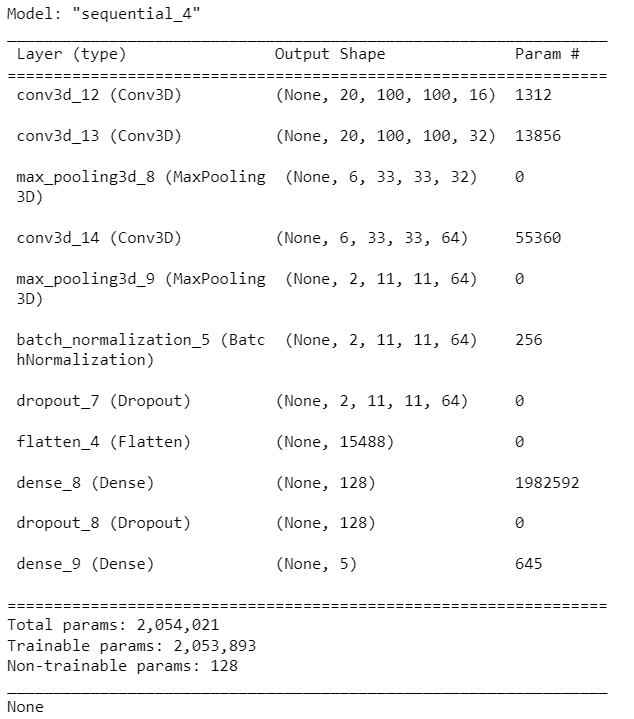 Model: "sequential_4"
_________________________________________________________________
Layer (type)                Output Shape              Param #
=================================================================
conv3d_12 (Conv3D)          (None, 20, 100, 100, 16)  1312
conv3d_13 (Conv3D)          (None, 20, 100, 100, 32)  13856
max_pooling3d_8 (MaxPooling  (None, 6, 33, 33, 32)    0
3D)
conv3d_14 (Conv3D)          (None, 6, 33, 33, 64)     55360
max_pooling3d_9 (MaxPooling  (None, 2, 11, 11, 64)    0
3D)
batch_normalization_5 (Batc  (None, 2, 11, 11, 64)    256
hNormalization)
dropout_7 (Dropout)         (None, 2, 11, 11, 64)     0
flatten_4 (Flatten)         (None, 15488)             0
dense_8 (Dense)             (None, 128)               1982592
dropout_8 (Dropout)         (None, 128)               0
dense_9 (Dense)             (None, 5)                 645
=================================================================
Total params: 2,054,021
Trainable params: 2,053,893
Non-trainable params: 128
_________________________________________________________________
None